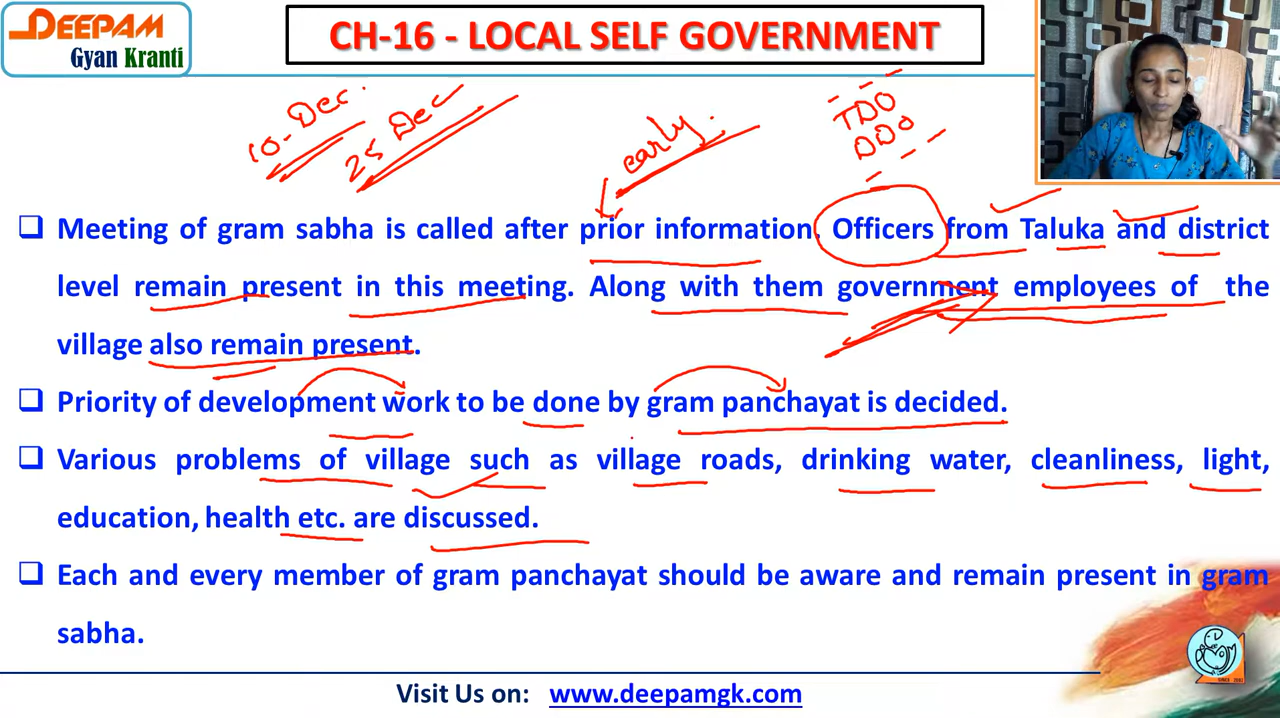 DEEPAM
Gyan Kranti
CH-16 - LOCAL SELF GOVERNMENT
10-Dec.
25 Dec
early.
TDO
DDO
Meeting of gram sabha is called after prior information. Officers from Taluka and district
level remain present in this meeting. Along with them government employees of the
village also remain present.
Priority of development work to be done by gram panchayat is decided.
Various problems of village such as village roads, drinking water, cleanliness, light,
education, health etc. are discussed.
Each and every member of gram panchayat should be aware and remain present in gram
sabha.
Visit Us on: www.deepamgk.com